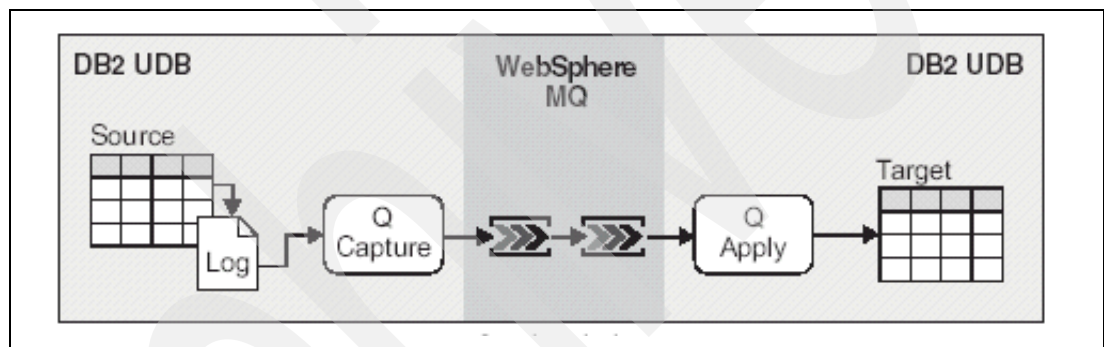 DB2 UDB
WebSphere
MQ
DB2 UDB
Source
Log
Q
Capture
Q
Apply
Target